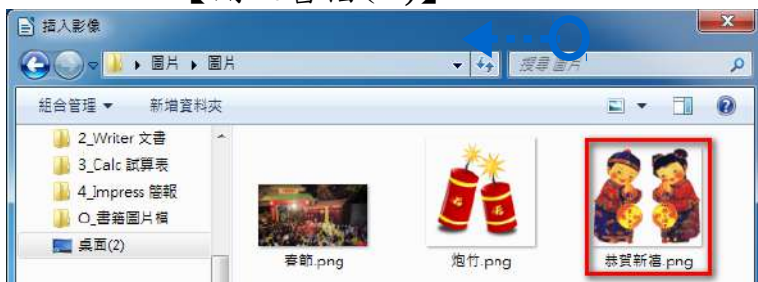 插入影像
圖片 圖片
搜尋 圖片
組合管理 新增資料夾
2_Writer 文書
3_Calc 試算表
4_Impress 簡報
O_書籍圖片檔
桌面(2)
春節.png 炮竹.png 恭賀新禧.png